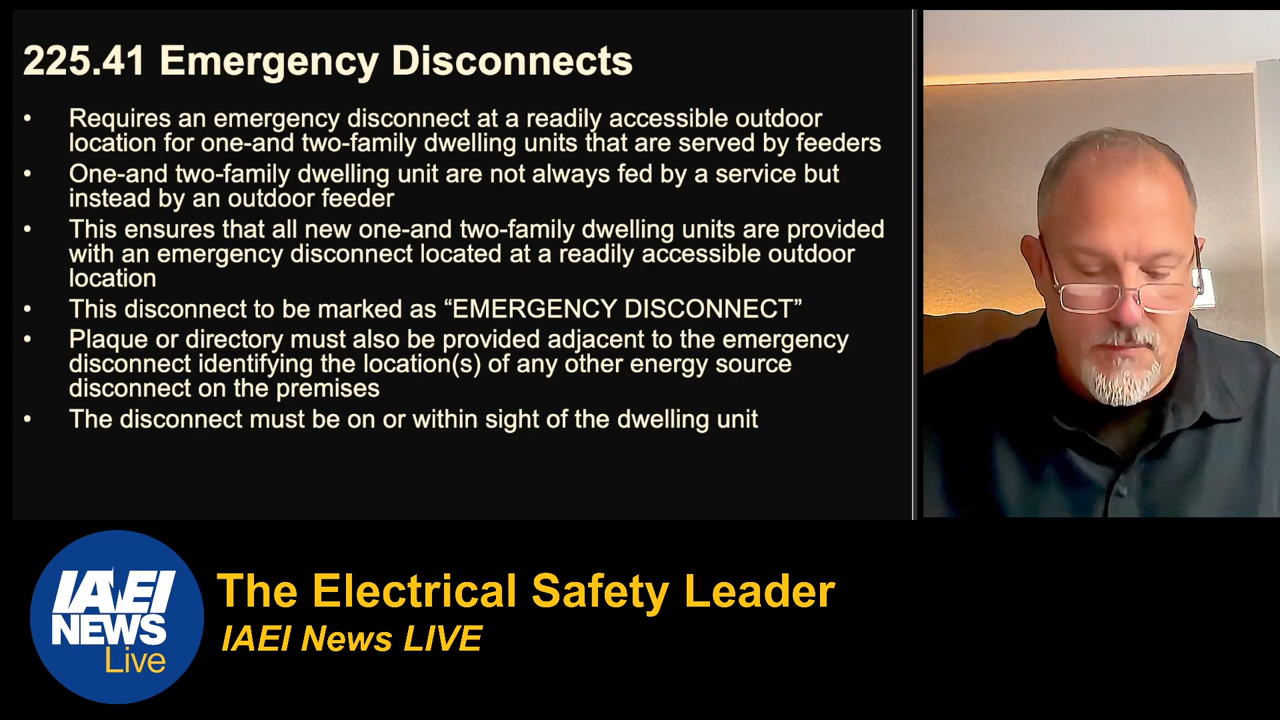 225.41 Emergency Disconnects
• Requires an emergency disconnect at a readily accessible outdoor
location for one-and two-family dwelling units that are served by feeders
• One-and two-family dwelling unit are not always fed by a service but
instead by an outdoor feeder
• This ensures that all new one-and two-family dwelling units are provided
with an emergency disconnect located at a readily accessible outdoor
location
• This disconnect to be marked as “EMERGENCY DISCONNECT”
• Plaque or directory must also be provided adjacent to the emergency
disconnect identifying the location(s) of any other energy source
disconnect on the premises
• The disconnect must be on or within sight of the dwelling unit
IAEI
NEWS
Live
The Electrical Safety Leader
IAEI News LIVE